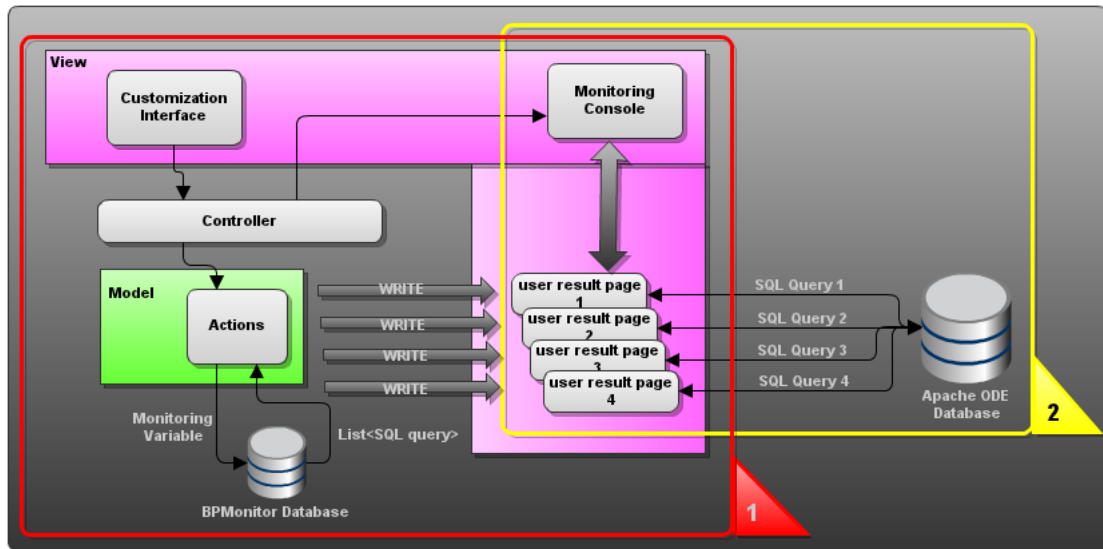 View
Customization
Interface
Monitoring
Console
Controller
Model
Actions
WRITE
WRITE
WRITE
WRITE
user result page
1
user result page
2
user result page
3
user result page
4
SQL Query 1
SQL Query 2
SQL Query 3
SQL Query 4
Apache ODE
Database
Monitoring
Variable
List<SQL query>
BPMonitor Database
1
2